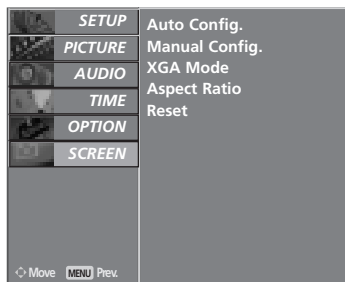 SETUP
PICTURE
AUDIO
TIME
OPTION
SCREEN
Move MENU Prev.
Auto Config.
Manual Config.
XGA Mode
Aspect Ratio
Reset